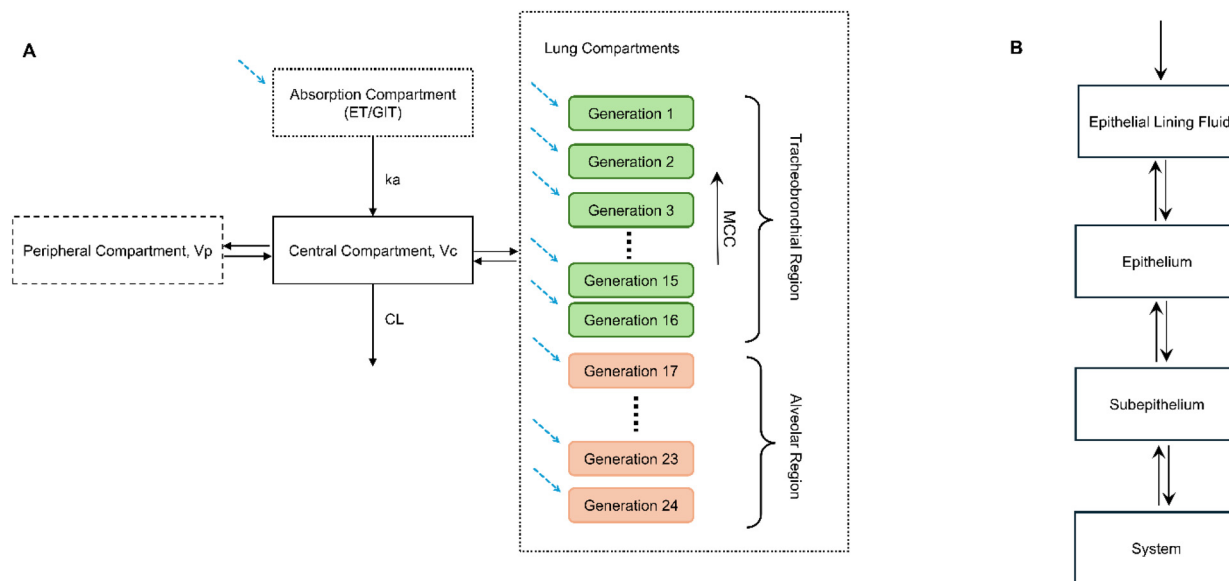 A
Absorption Compartment
(ET/GIT)
ka
Peripheral Compartment, Vp
Central Compartment, Vc
CL
Lung Compartments
Generation 1
Generation 2
Generation 3
Generation 15
Generation 16
Generation 17
Generation 23
Generation 24
MCC
Tracheobronchial Region
Alveolar Region
B
Epithelial Lining Fluid
Epithelium
Subepithelium
System